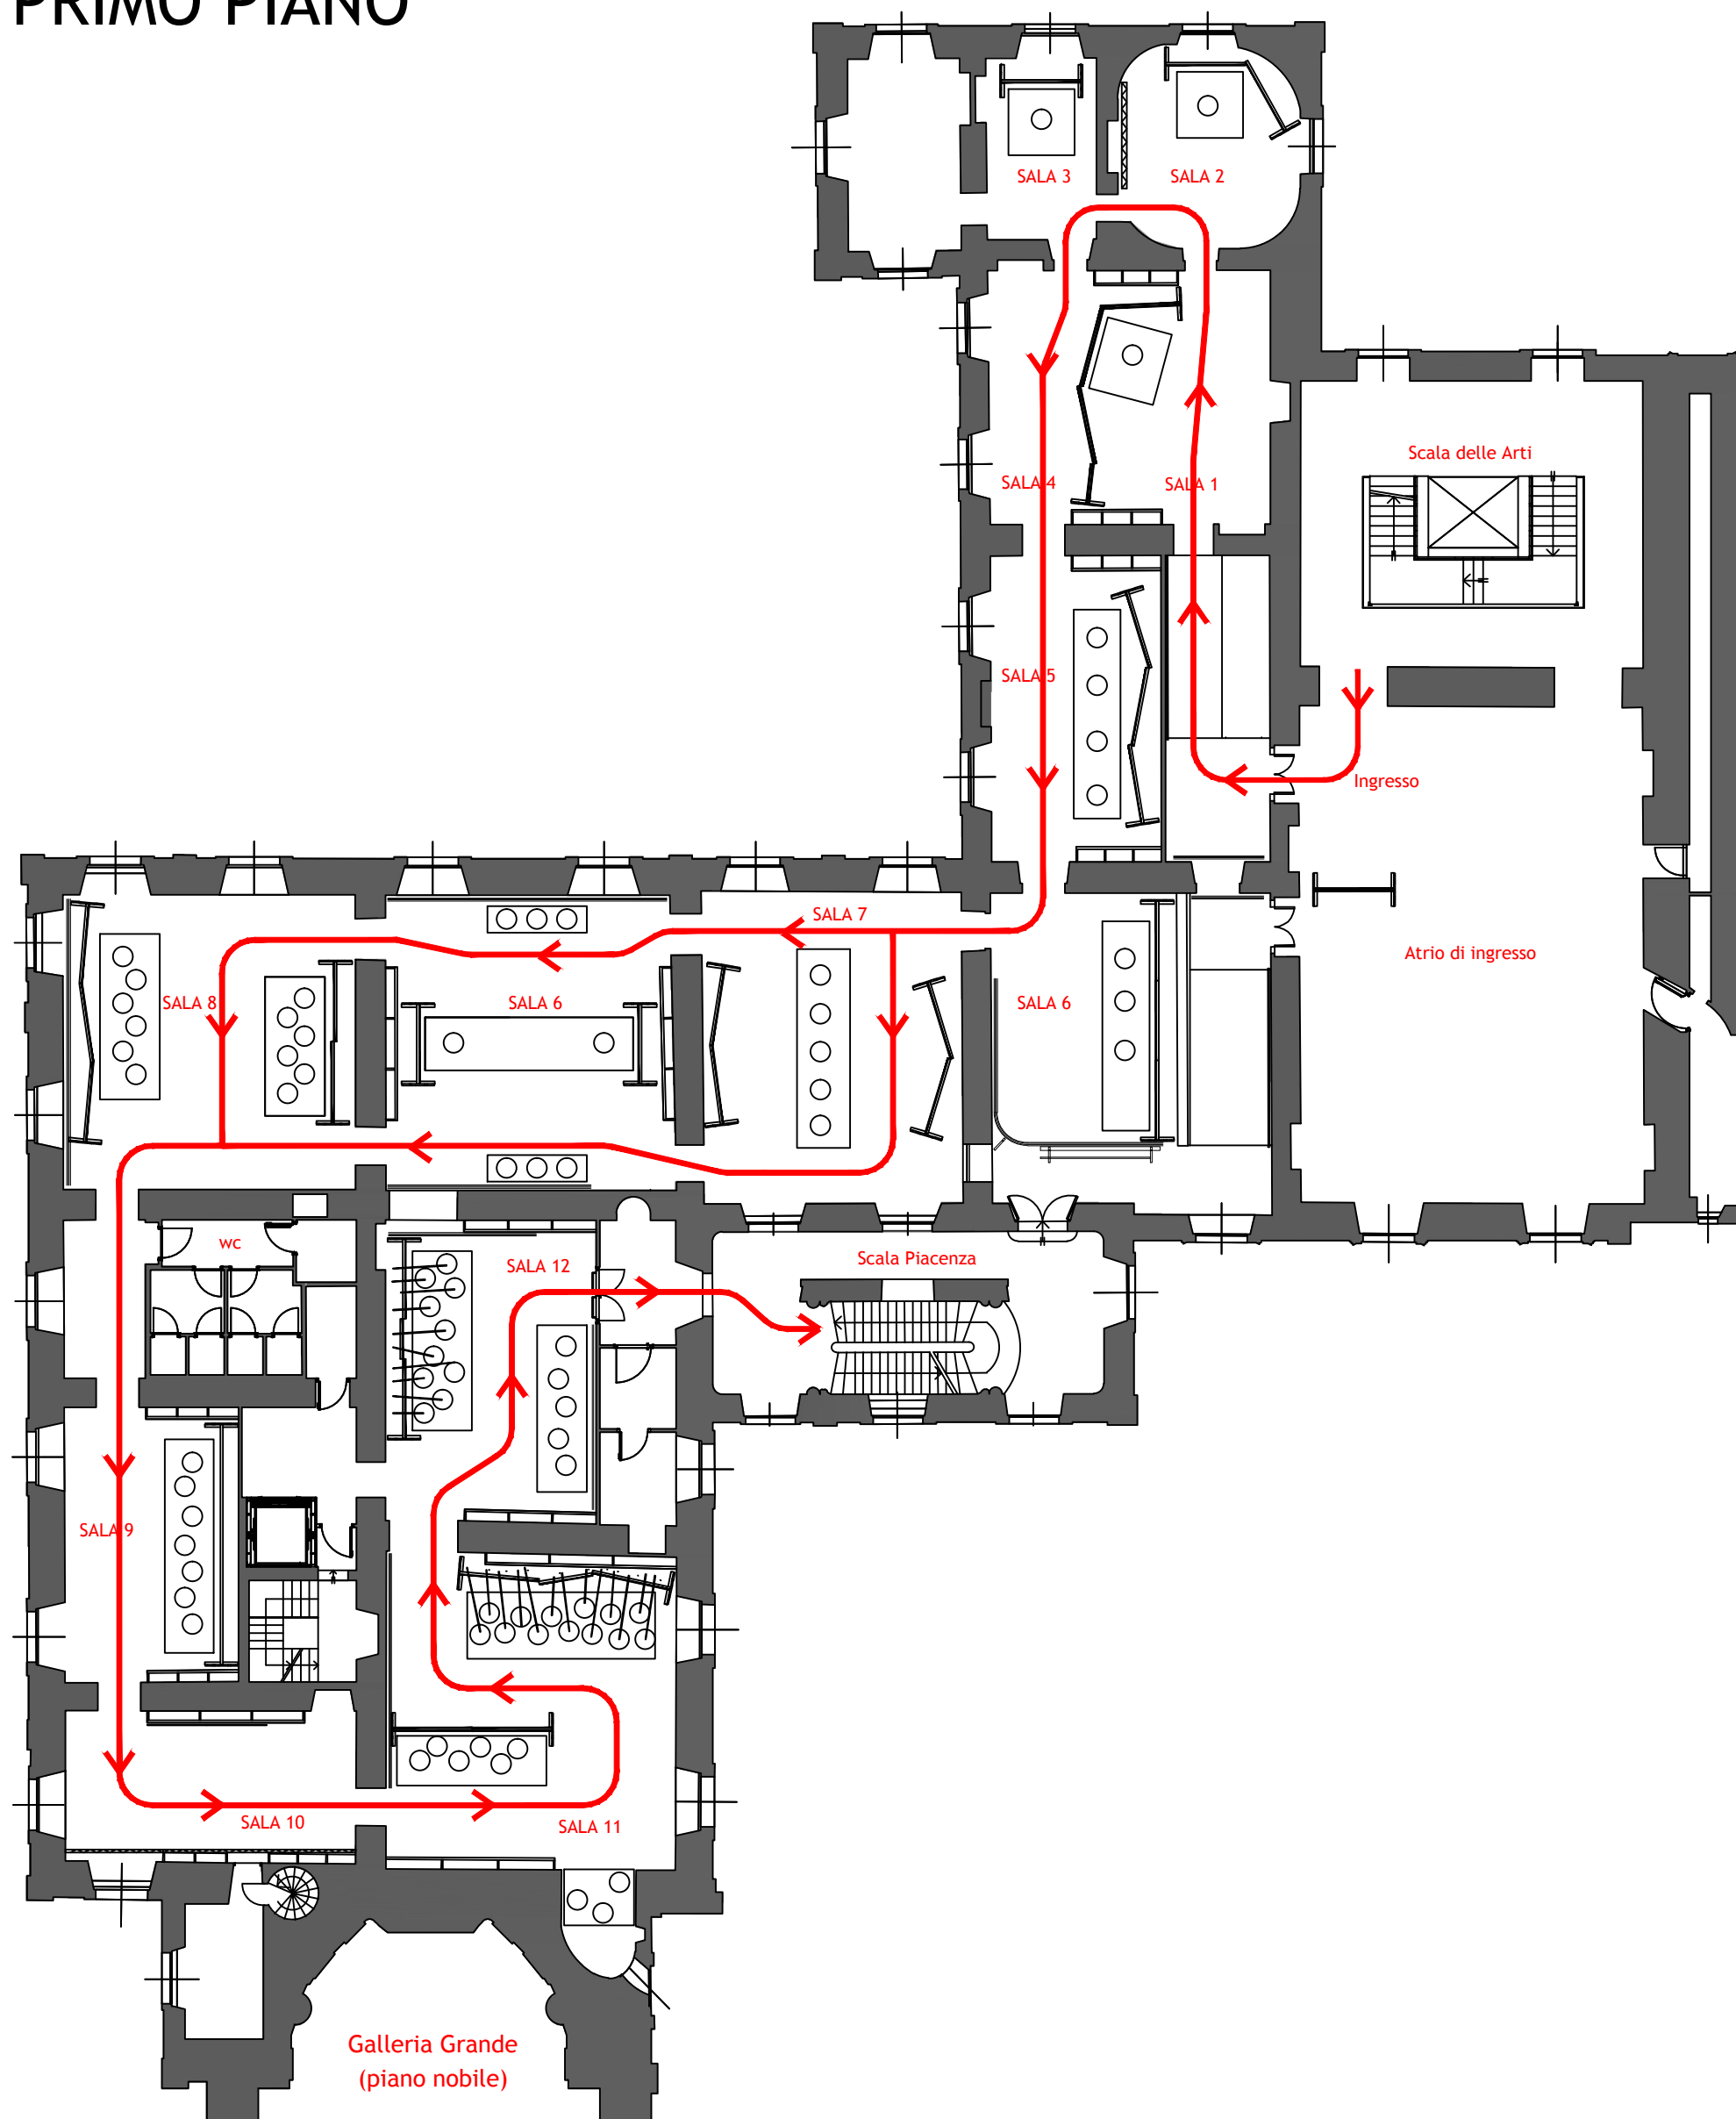 PRIMO PIANO
SALA 3
SALA 2
Scala delle Arti
SALA 4
SALA 1
SALA 5
Ingresso
SALA 7
Atrio di ingresso
SALA 8
SALA 6
SALA 6
wc
SALA 12
Scala Piacenza
SALA 9
SALA 10
SALA 11
Galleria Grande
(piano nobile)